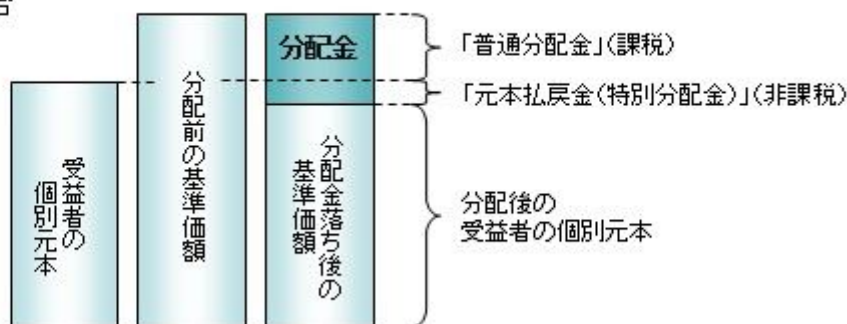 分配金
「普通分配金」(課税)
「元本払戻金(特別分配金)」(非課税)
受益者の
個別元本
分配前の基準価額
分配金落ち後の
基準価額
分配後の
受益者の個別元本